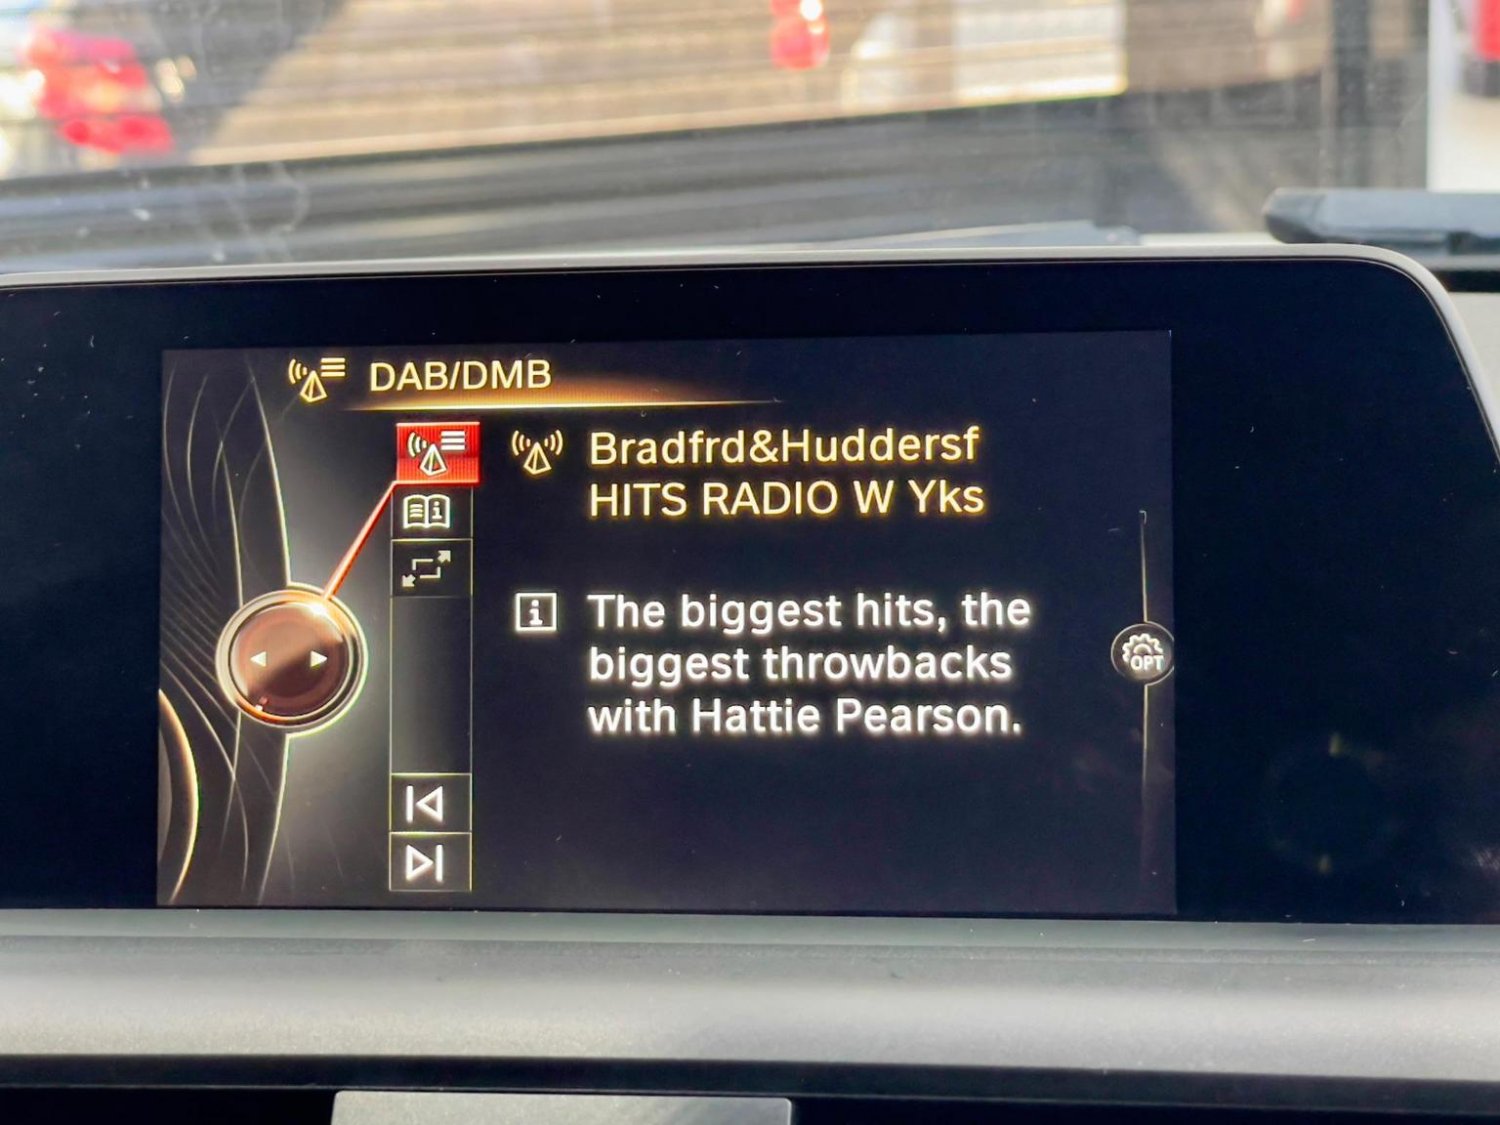 DAB/DMB
Bradfrd&Huddersf
HITS RADIO W Yks
The biggest hits, the
biggest throwbacks
with Hattie Pearson.
OPT